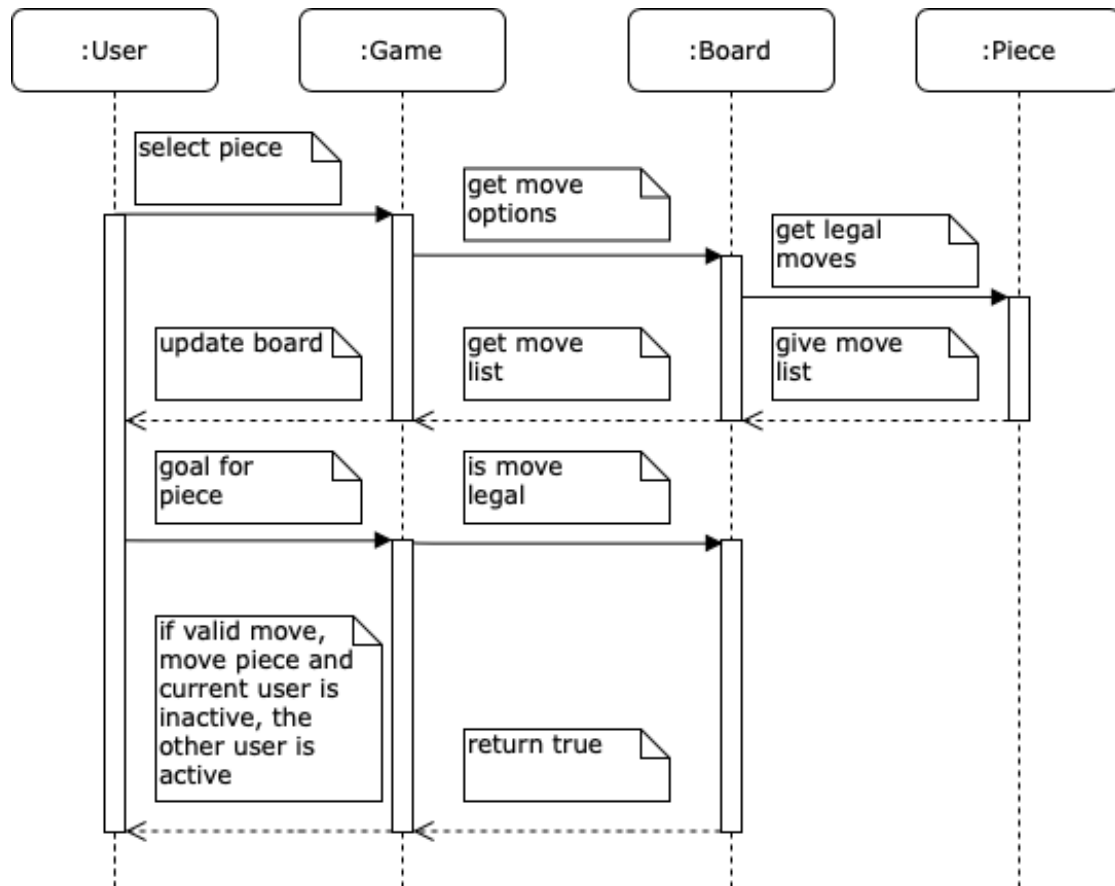 :User
:Game
:Board
:Piece
select piece
get move
options
get legal
moves
update board
get move
list
give move
list
goal for
piece
is move
legal
if valid move,
move piece and
current user is
inactive, the
other user is
active
return true